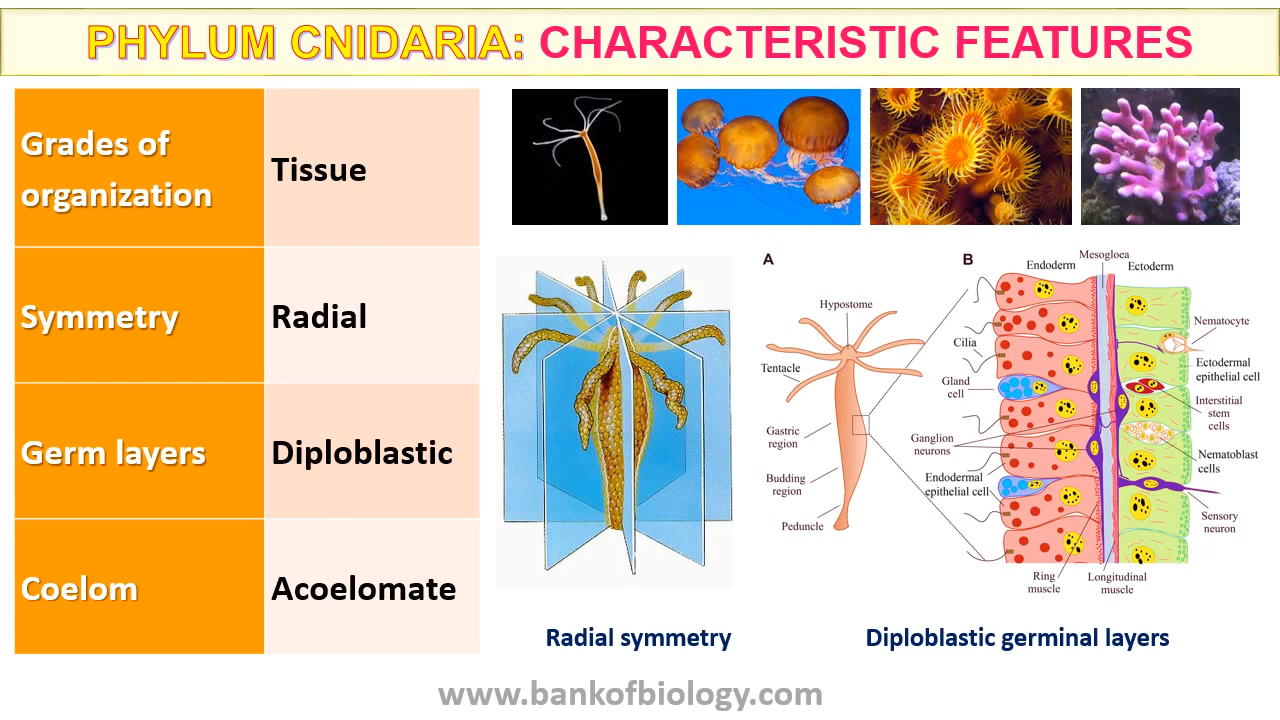 PHYLUM CNIDARIA: CHARACTERISTIC FEATURES
Grades of
organization
Tissue
Symmetry
Radial
Germ layers
Diploblastic
Coelom
Acoelomate
A
Hypostome
Tentacle
Gastric
region
Budding
region
Peduncle
B
Mesogloea
Endoderm
Ectoderm
Cilia
Gland
cell
Ganglion
neurons
Endodermal
epithelial cell
Nematocyte
Ectodermal
epithelial cell
Interstitial
stem
cells
Nematoblast
cells
Sensory
neuron
Ring
muscle
Longitudinal
muscle
Radial symmetry
Diploblastic germinal layers
www.bankofbiology.com